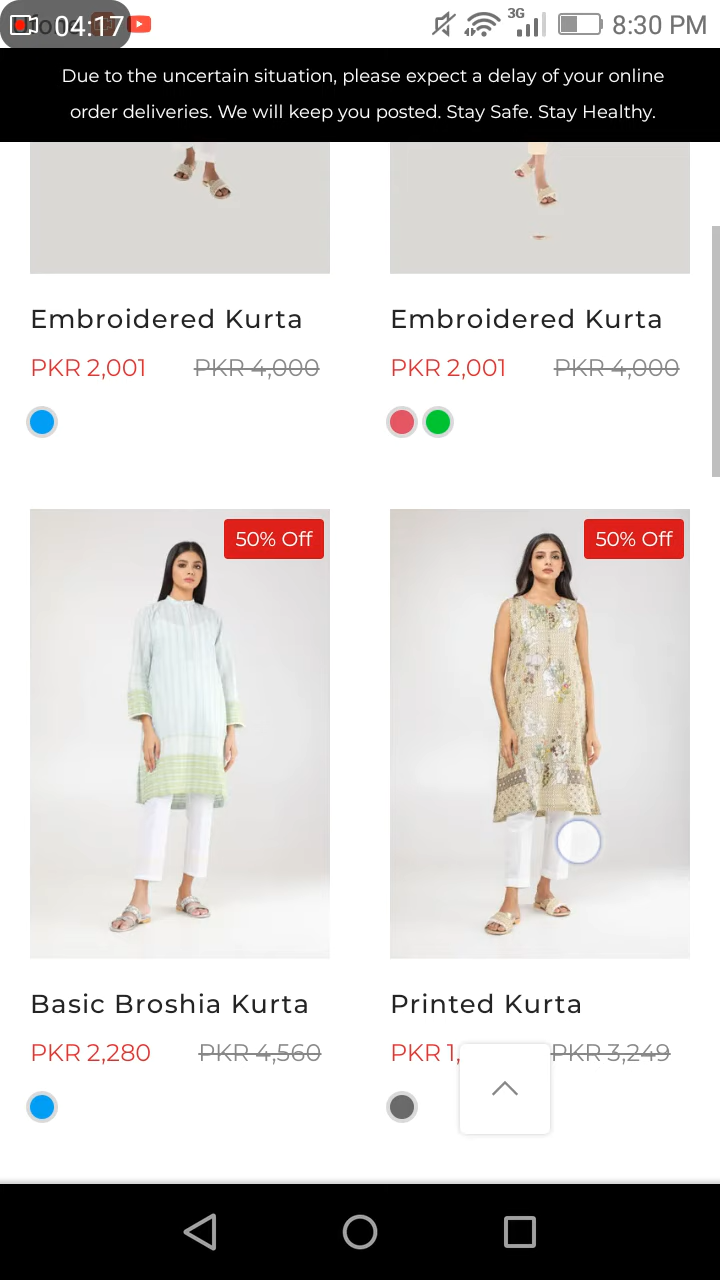 04:17
3G
8:30 PM
Due to the uncertain situation, please expect a delay of your online
order deliveries. We will keep you posted. Stay Safe. Stay Healthy.
Embroidered Kurta
PKR 2,001 PKR 4,000
Embroidered Kurta
PKR 2,001 PKR 4,000
50% Off
50% Off
Basic Broshia Kurta
PKR 2,280 PKR 4,560
Printed Kurta
PKR 1, PKR 3,249